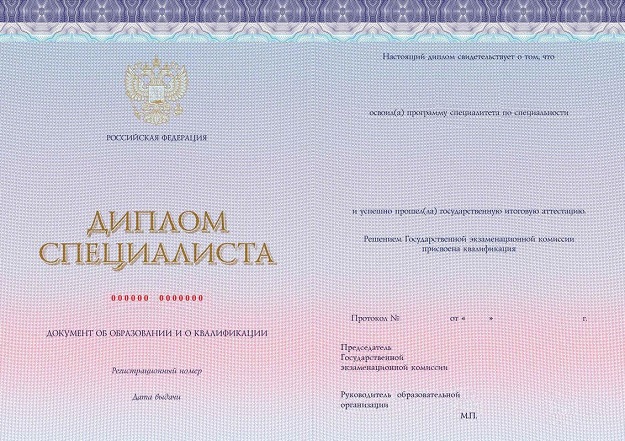 РОССИЙСКАЯ ФЕДЕРАЦИЯ
ДИПЛОМ
СПЕЦИАЛИСТА
000000 0000000
ДОКУМЕНТ ОБ ОБРАЗОВАНИИ И О КВАЛИФИКАЦИИ
Регистрационный номер
Дата выдачи
Настоящий диплом свидетельствует о том, что
освоил(а) программу специалитета по специальности
и успешно прошел(ла) государственную итоговую аттестацию
Решением Государственной экзаменационной комиссии
присвоена квалификация
Протокол № от « » г.
Председатель
Государственной
экзаменационной комиссии
Руководитель образовательной
организации
М.П.